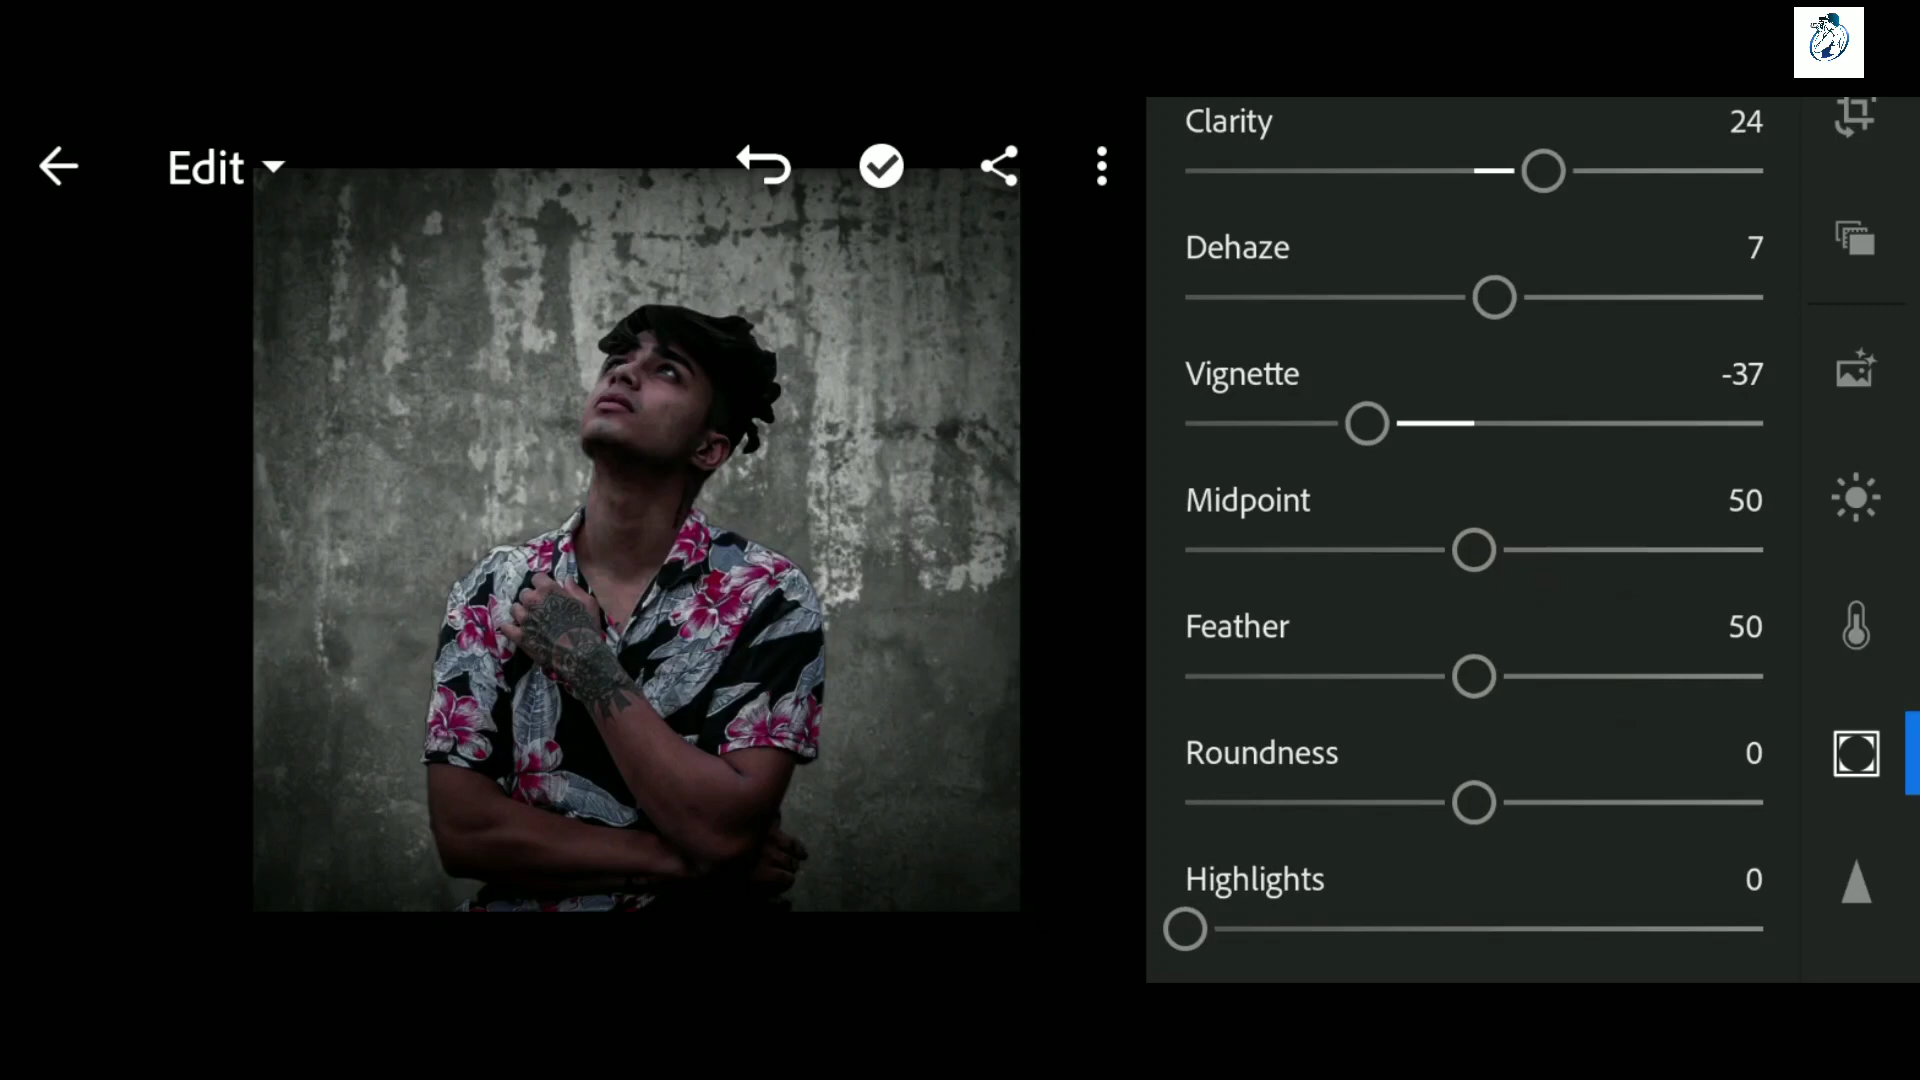 Edit
Clarity 24
Dehaze 7
Vignette -37
Midpoint 50
Feather 50
Roundness 0
Highlights 0